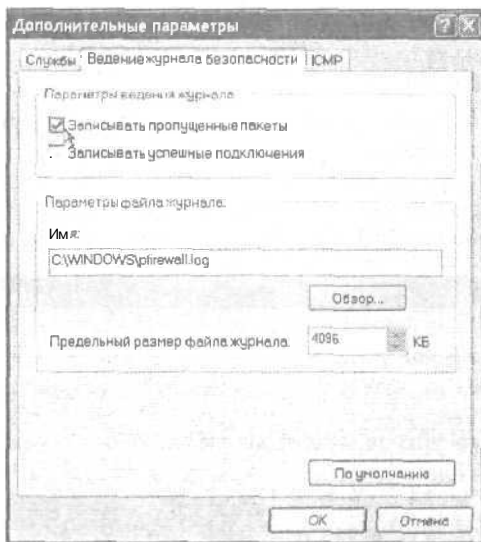 Дополнительные параметры
Службы Ведение журнала безопасности ICMP
Параметры ведения журнала
Записывать пропущенные пакеты
Записывать успешные подключения
Параметры файла журнала:
Имя:
C:\WINDOWS\pfirewall.log
Обзор...
Предельный размер файла журнала: 4096 КБ
По умолчанию
ОК Отмена